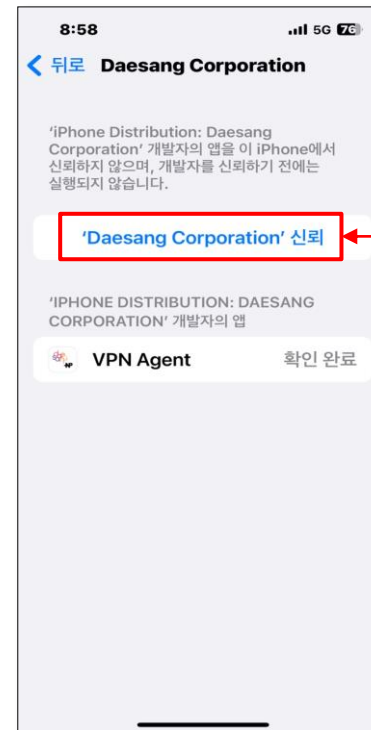 8:58 5G 76
뒤로 Daesang Corporation
‘iPhone Distribution: Daesang
Corporation’ 개발자의 앱을 이 iPhone에서
신뢰하지 않으며, 개발자를 신뢰하기 전에는
실행되지 않습니다.
‘Daesang Corporation’ 신뢰
‘IPHONE DISTRIBUTION: DAESANG
CORPORATION’ 개발자의 앱
VPN Agent 확인 완료